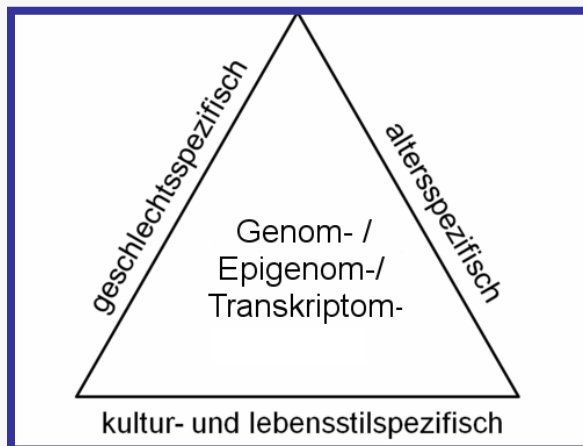 geschlechtsspezifisch
altersspezifisch
Genom- /
Epigenom-/
Transkriptom-
kultur- und lebensstilspezifisch